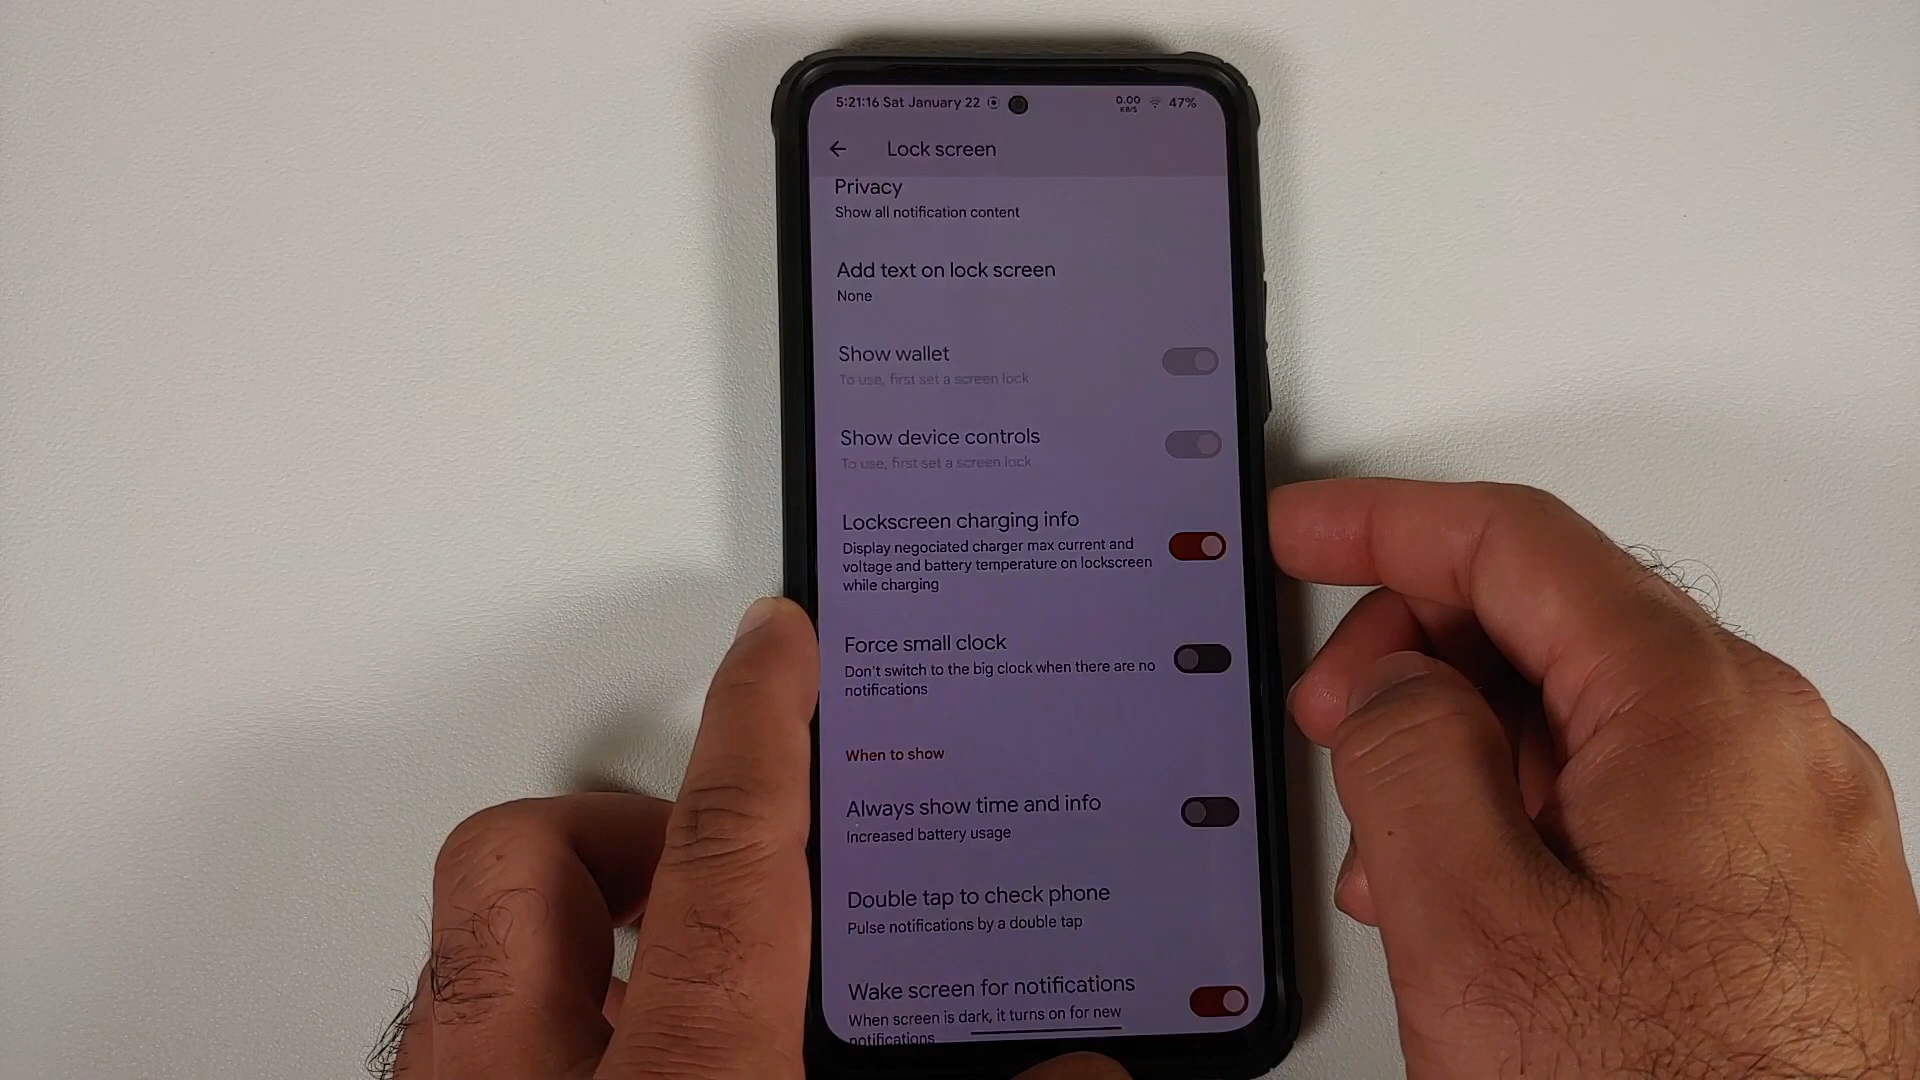 5:21:16 Sat January 22
0.00
KB/S
47%
Lock screen
Privacy
Show all notification content
Add text on lock screen
None
Show wallet
To use, first set a screen lock
Show device controls
To use, first set a screen lock
Lockscreen charging info
Display negociated charger max current and
voltage and battery temperature on lockscreen
while charging
Force small clock
Don't switch to the big clock when there are no
notifications
When to show
Always show time and info
Increased battery usage
Double tap to check phone
Pulse notifications by a double tap
Wake screen for notifications
When screen is dark, it turns on for new
notifications